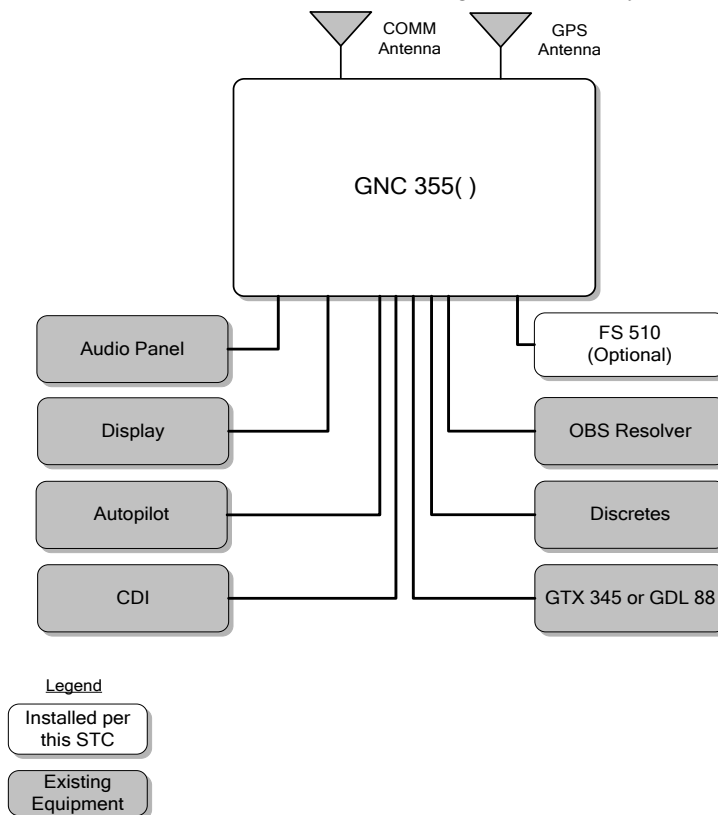 COMM
Antenna
GPS
Antenna
GNC 355( )
Audio Panel
FS 510
(Optional)
Display
OBS Resolver
Autopilot
Discretes
CDI
GTX 345 or GDL 88
Legend
Installed per
this STC
Existing
Equipment